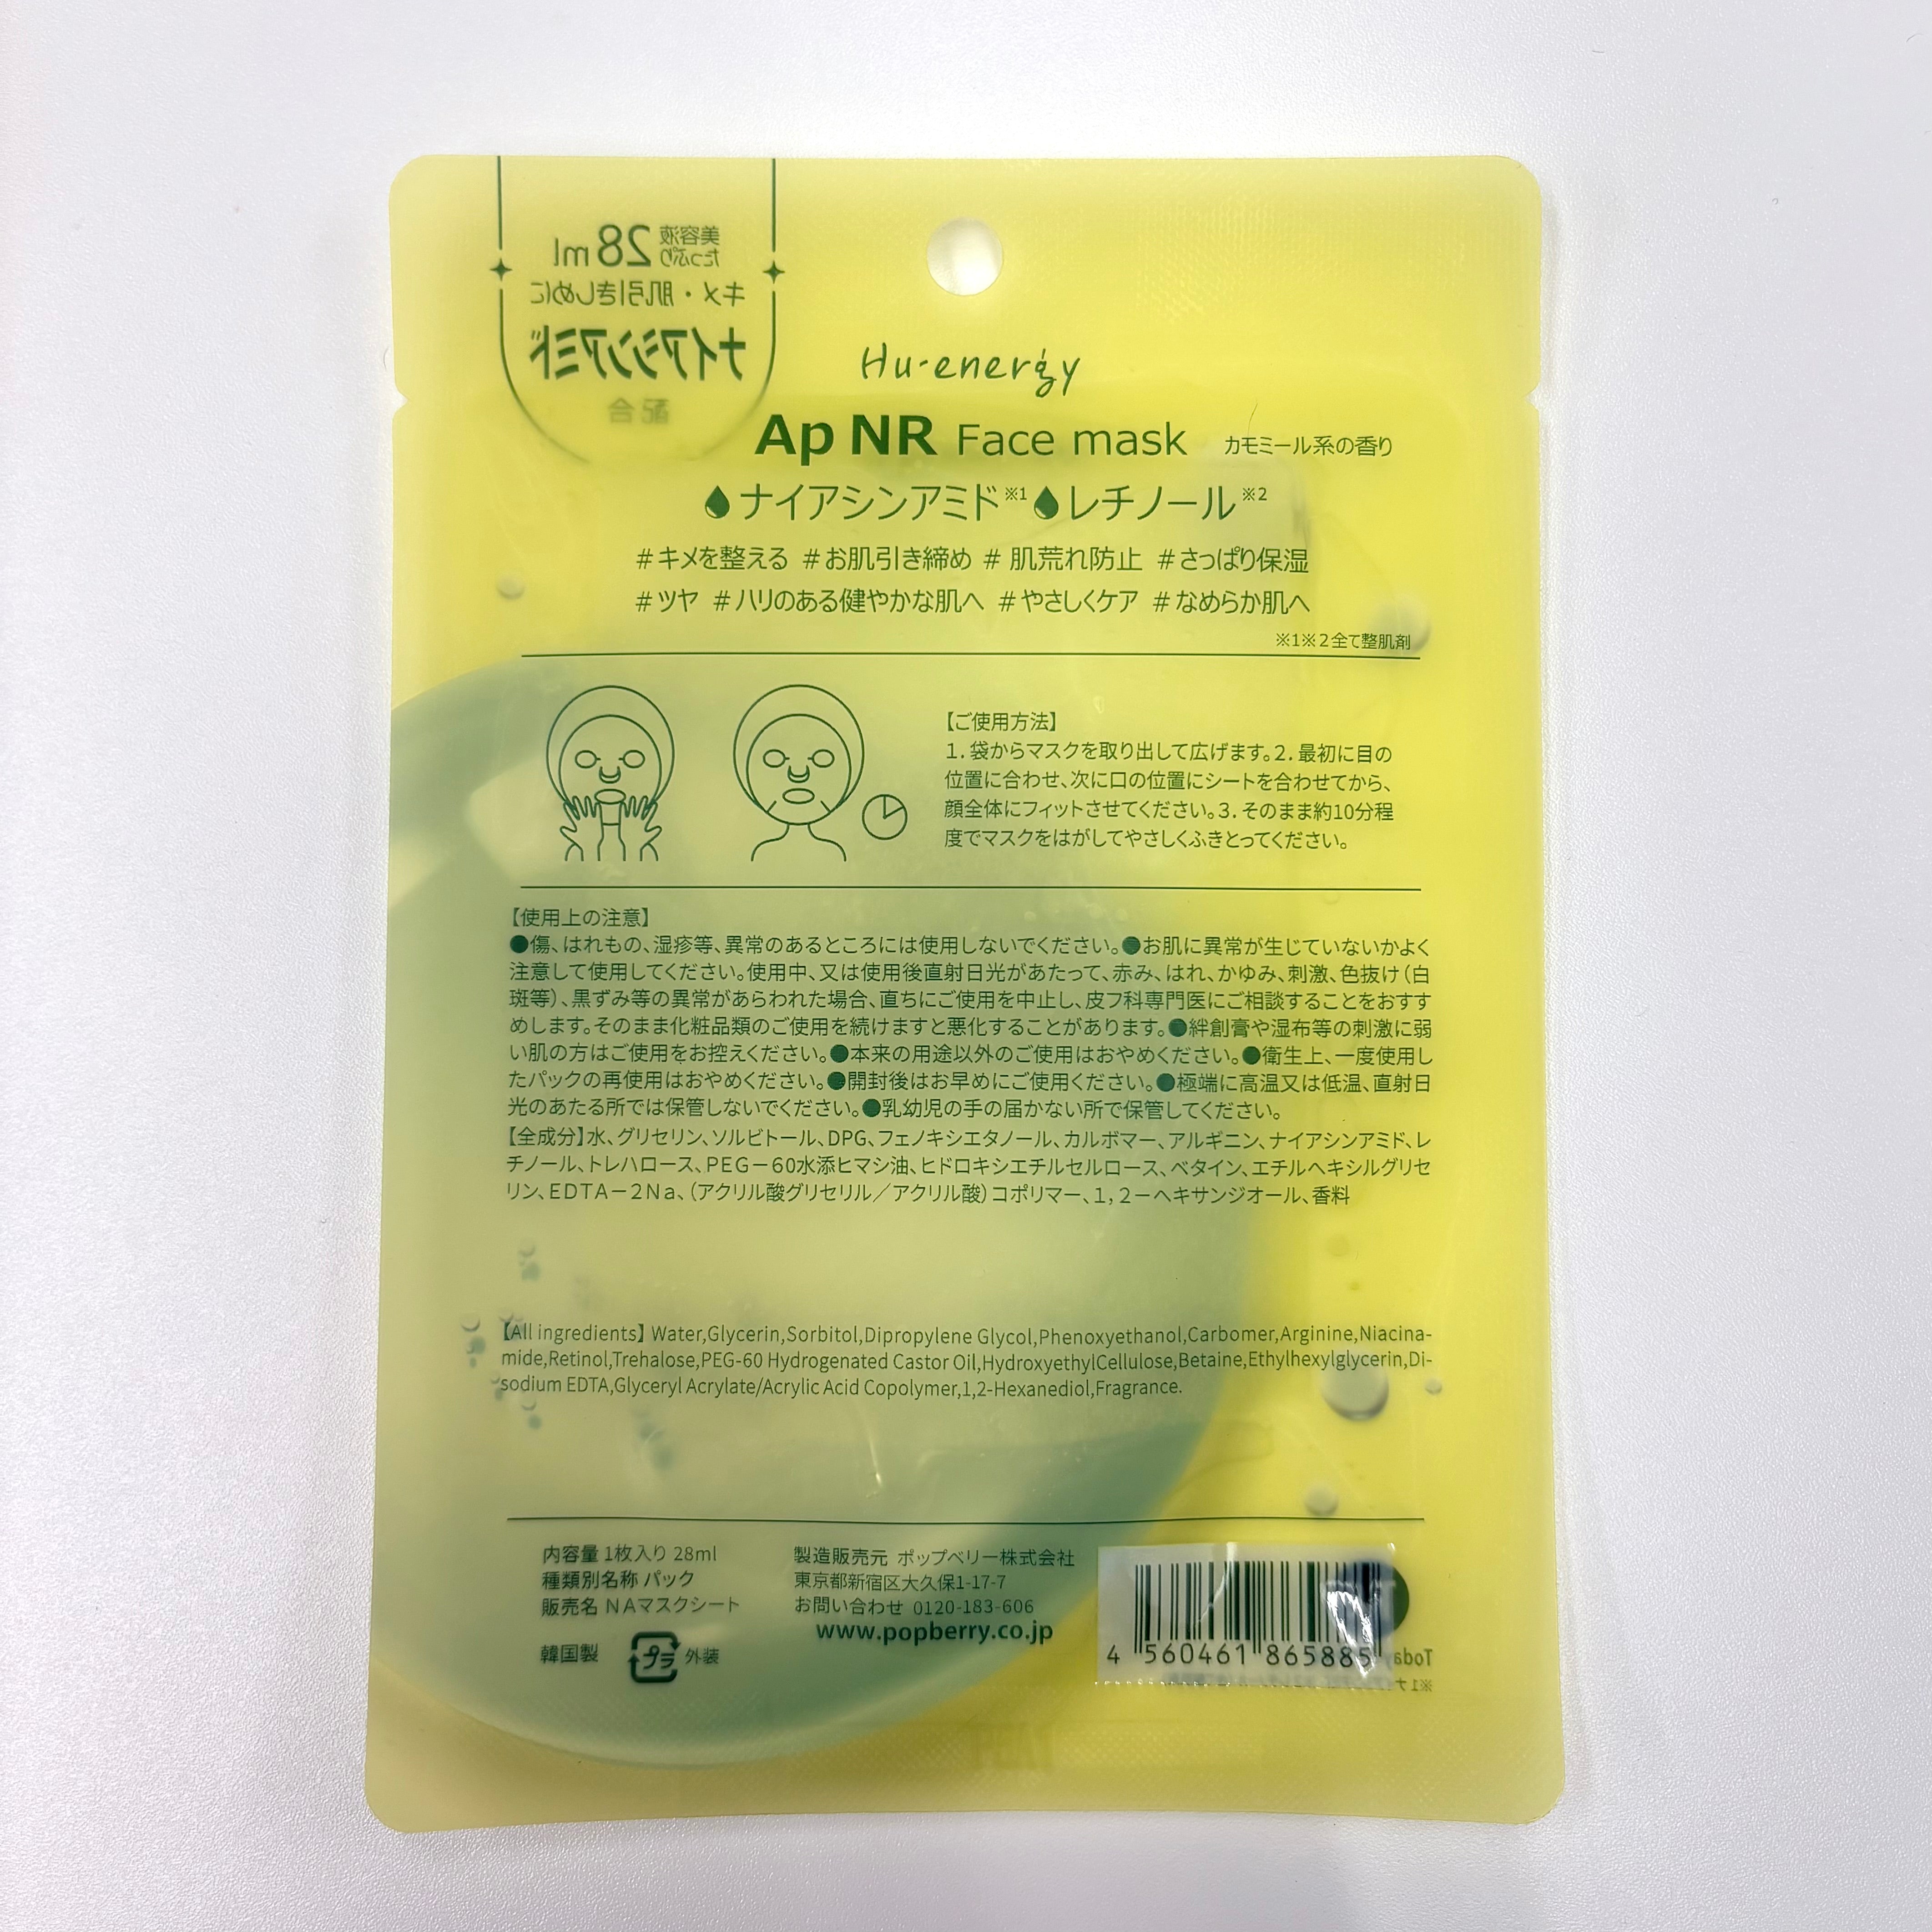 美容液
たっぷり 28ml
キメ・肌引きしめに
ナイアシンアミド
配合
Hu-energy
Ap NR Face mask カモミール系の香り
ナイアシンアミド※1 レチノール※2
#キメを整える #お肌引き締め # 肌荒れ防止 #さっぱり保湿
#ツヤ #ハリのある健やかな肌へ #やさしくケア #なめらか肌へ
※1※2全て整肌剤
【ご使用方法】
1. 袋からマスクを取り出して広げます。2. 最初に目の
位置に合わせ、次に口の位置にシートを合わせてから、
顔全体にフィットさせてください。3. そのまま約10分程
度でマスクをはがしてやさしくふきとってください。
【使用上の注意】
●傷、はれもの、湿疹等、異常のあるところには使用しないでください。●お肌に異常が生じていないかよく
注意して使用してください。使用中、又は使用後直射日光があたって、赤み、はれ、かゆみ、刺激、色抜け(白
斑等)、黒ずみ等の異常があらわれた場合、直ちにご使用を中止し、皮フ科専門医にご相談することをおすす
めします。そのまま化粧品類のご使用を続けますと悪化することがあります。●絆創膏や湿布等の刺激に弱
い肌の方はご使用をお控えください。●本来の用途以外のご使用はおやめください。●衛生上、一度使用し
たパックの再使用はおやめください。●開封後はお早めにご使用ください。●極端に高温又は低温、直射日
光のあたる所では保管しないでください。●乳幼児の手の届かない所で保管してください。
【全成分】水、グリセリン、ソルビトール、DPG、フェノキシエタノール、カルボマー、アルギニン、ナイアシンアミド、レ
チノール、トレハロース、PEG－60水添ヒマシ油、ヒドロキシエチルセルロース、ベタイン、エチルヘキシルグリセ
リン、EDTA－2Na、(アクリル酸グリセリル／アクリル酸)コポリマー、1,2－ヘキサンジオール、香料
【All ingredients】Water,Glycerin,Sorbitol,Dipropylene Glycol,Phenoxyethanol,Carbomer,Arginine,Niacina-
mide,Retinol,Trehalose,PEG-60 Hydrogenated Castor Oil,HydroxyethylCellulose,Betaine,Ethylhexylglycerin,Di-
sodium EDTA,Glyceryl Acrylate/Acrylic Acid Copolymer,1,2-Hexanediol,Fragrance.
内容量 1枚入り 28ml
種類別名称 パック
販売名 NAマスクシート
韓国製 プラ 外装
製造販売元 ポップベリー株式会社
東京都新宿区大久保1-17-7
お問い合わせ 0120-183-606
www.popberry.co.jp
4 560461 865885
Today